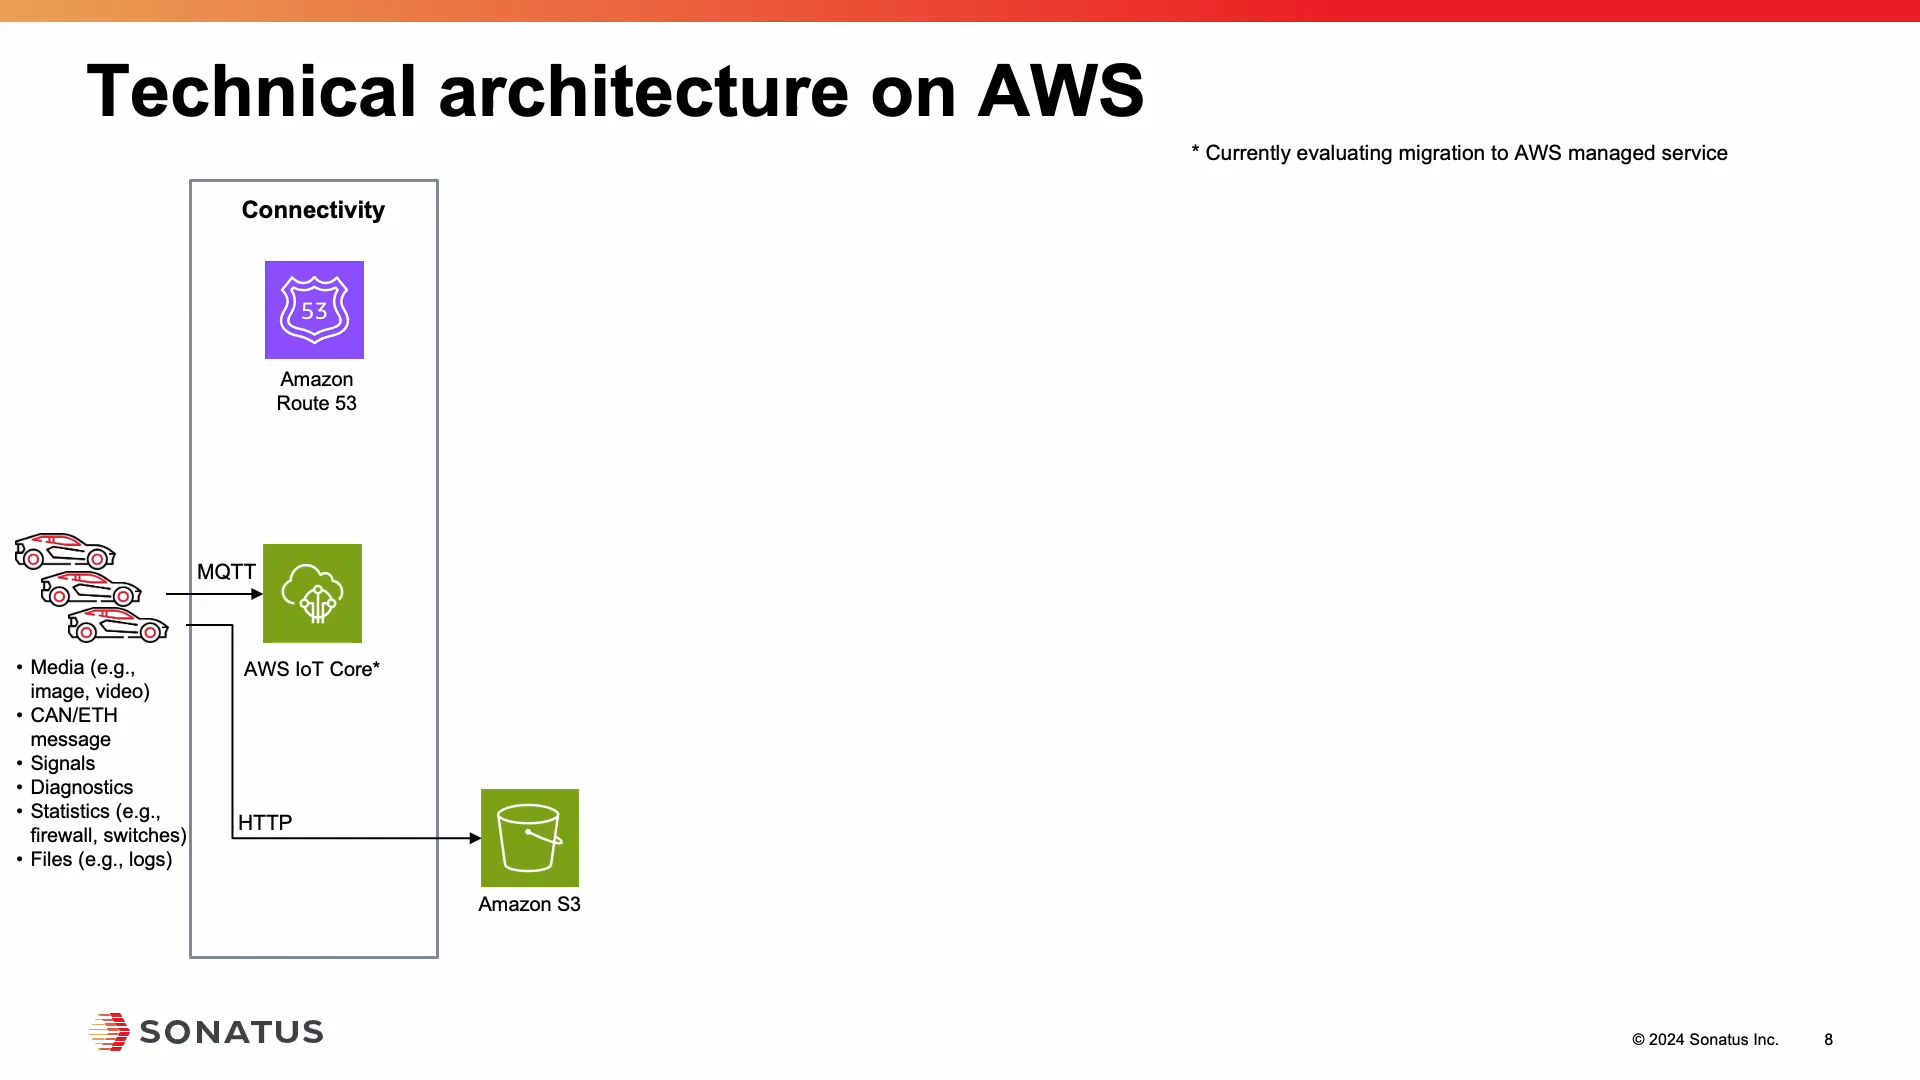 Technical architecture on AWS
* Currently evaluating migration to AWS managed service
Connectivity
53
Amazon
Route 53
MQTT
AWS IoT Core*
• Media (e.g.,
image, video)
• CAN/ETH
message
• Signals
• Diagnostics
• Statistics (e.g.,
firewall, switches)
• Files (e.g., logs)
HTTP
Amazon S3
SONATUS
© 2024 Sonatus Inc.
8